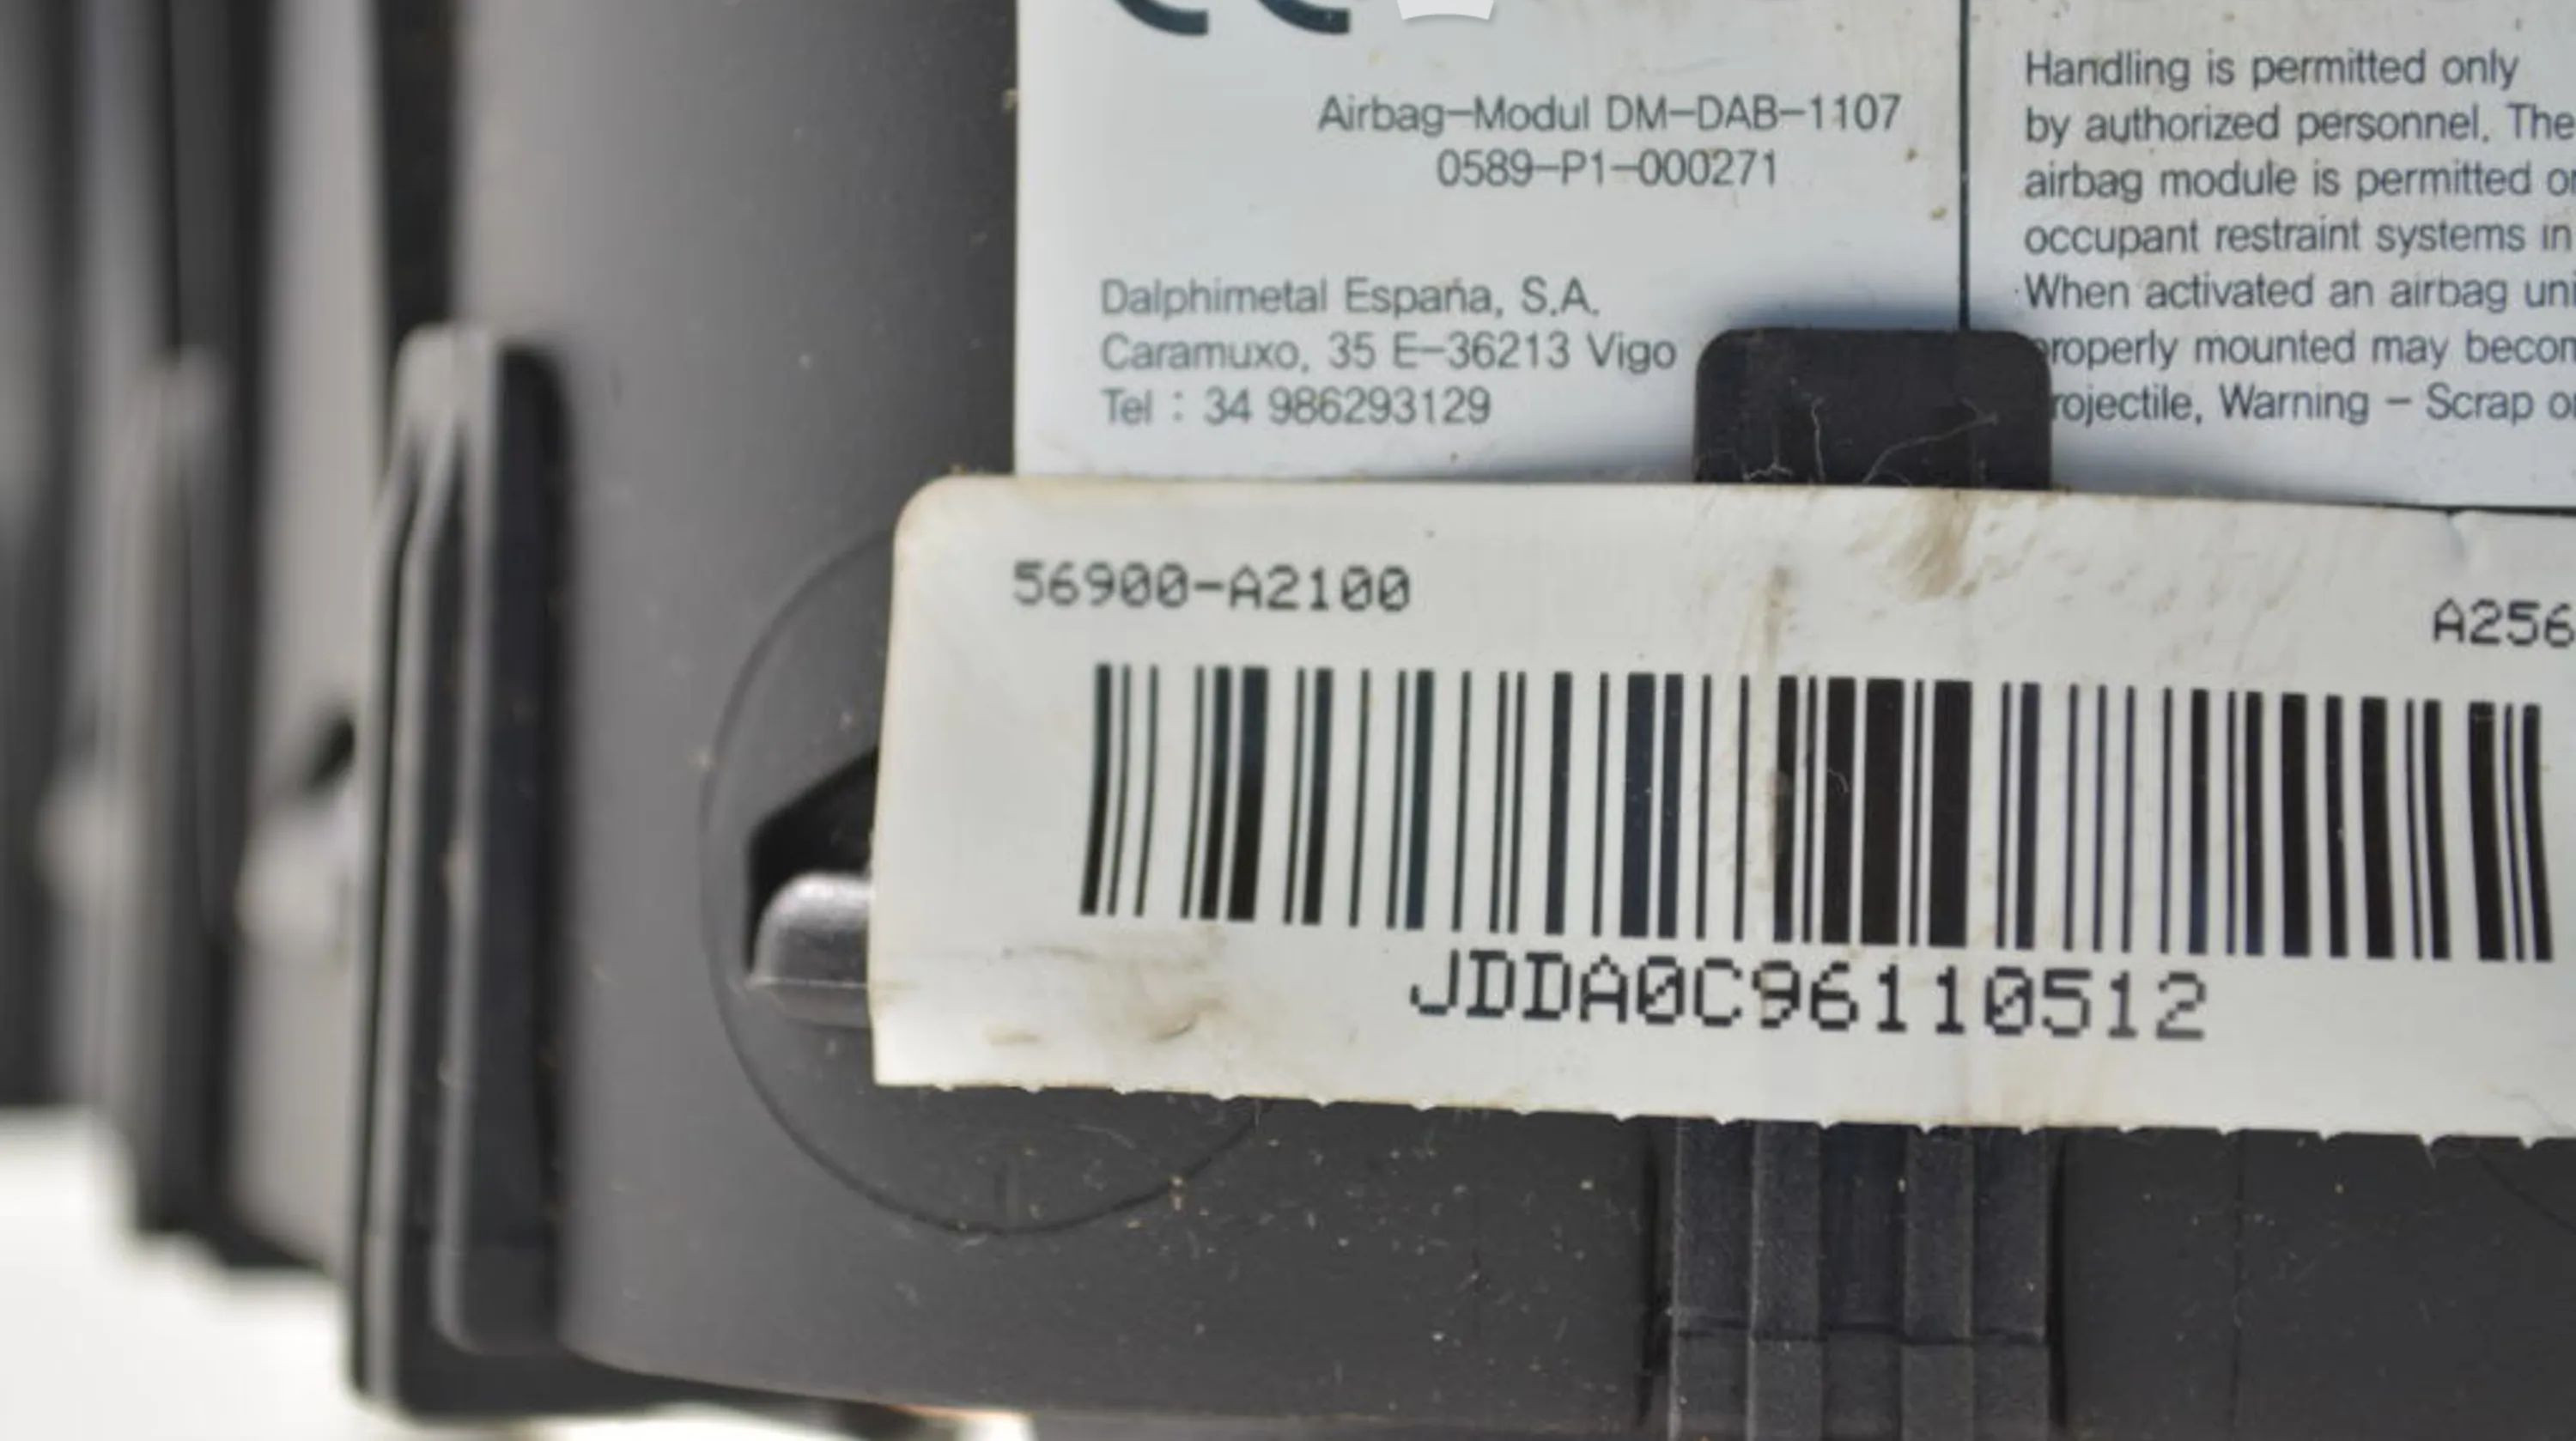 Airbag-Modul DM-DAB-1107
0589-P1-000271
Dalphimetal España, S.A.
Caramuxo, 35 E-36213 Vigo
Tel : 34 986293129
Handling is permitted only
by authorized personnel. The
airbag module is permitted
occupant restraint systems in
When activated an airbag
properly mounted may
projectile, Warning - Scrap
56900-A2100
A256
JDDA0C96110512